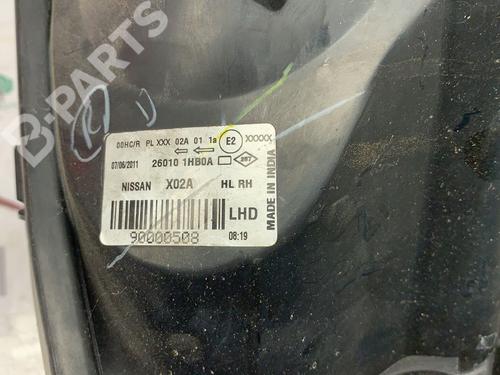 B-PARTS
00HC/R PL XXX 02A 01 1a E2 XXXXX
07/06/2011 26010 1HB0A
NISSAN X02A HL RH
LHD
90000508 08:19
MADE IN INDIA